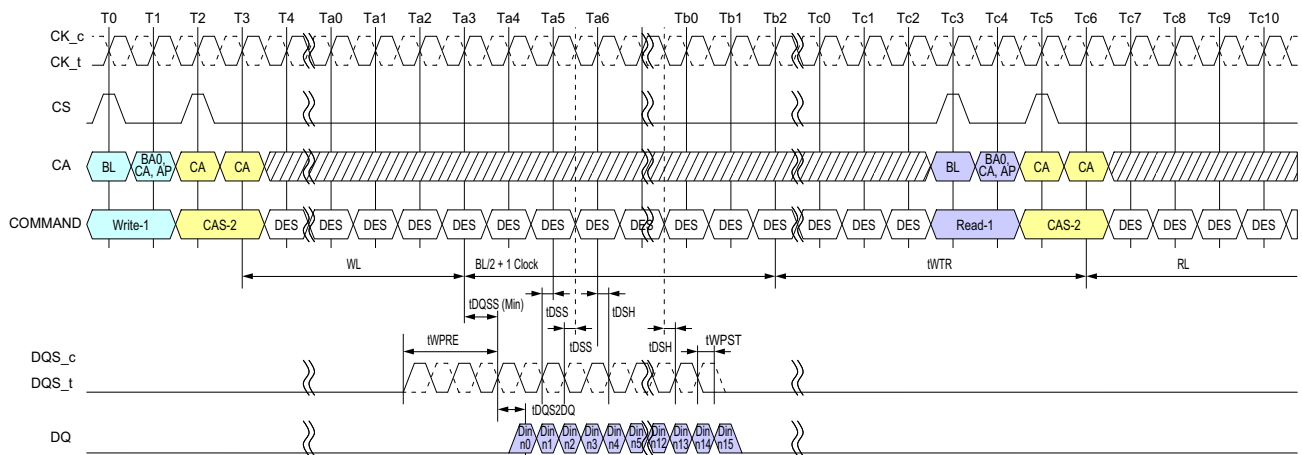 T0 T1 T2 T3 T4 Ta0 Ta1 Ta2 Ta3 Ta4 Ta5 Ta6 Tb0 Tb1 Tb2 Tc0 Tc1 Tc2 Tc3 Tc4 Tc5 Tc6 Tc7 Tc8 Tc9 Tc10
CK_c
CK_t
CS
CA BL BA0, CA, AP CA CA BL BA0, CA, AP CA CA
COMMAND Write-1 CAS-2 DES DES DES DES DES DES DES DES DES DES DES DES DES DES DES Read-1 CAS-2 DES DES DES DES
WL BL/2 + 1 Clock tWTR RL
tDQSS (Min) tDSS tDSH
tWPRE tDSS tDSH tWPST
DQS_c
DQS_t
tDQS2DQ
DQ Din n0 Din n1 Din n2 Din n3 Din n4 Din n5 Din n12 Din n13 Din n14 Din n15